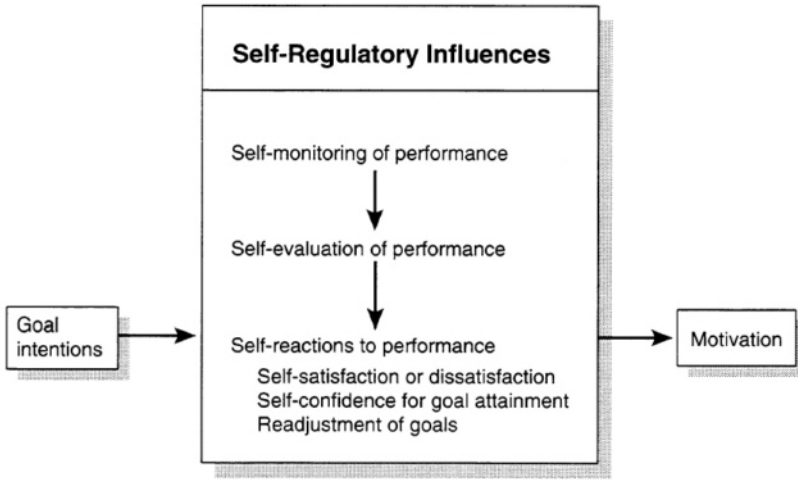 Self-Regulatory Influences
Self-monitoring of performance
Self-evaluation of performance
Goal
intentions
Self-reactions to performance
Self-satisfaction or dissatisfaction
Self-confidence for goal attainment
Readjustment of goals
Motivation